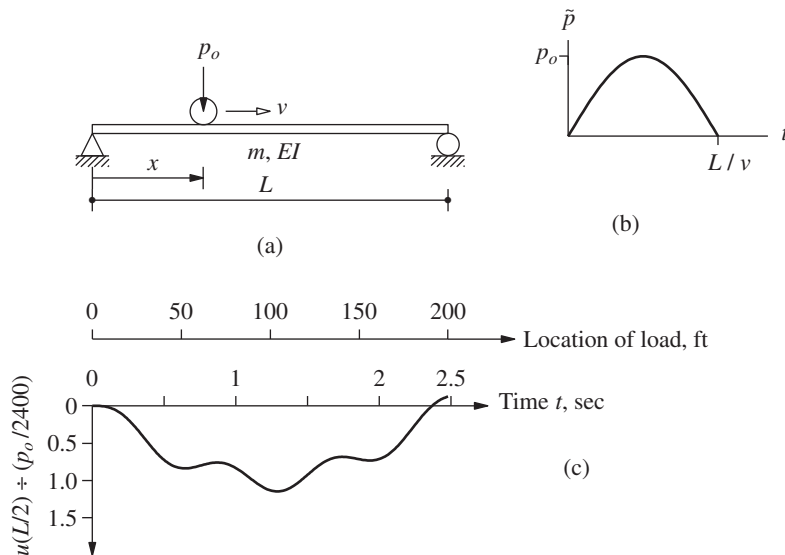 p_o
v
m, EI
x
L
(a)
p̃
p_o
t
L / v
(b)
0 50 100 150 200
Location of load, ft
0 1 2 2.5
Time t, sec
0
0.5
1.0
1.5
u(L/2) ÷ (p_o/2400)
(c)